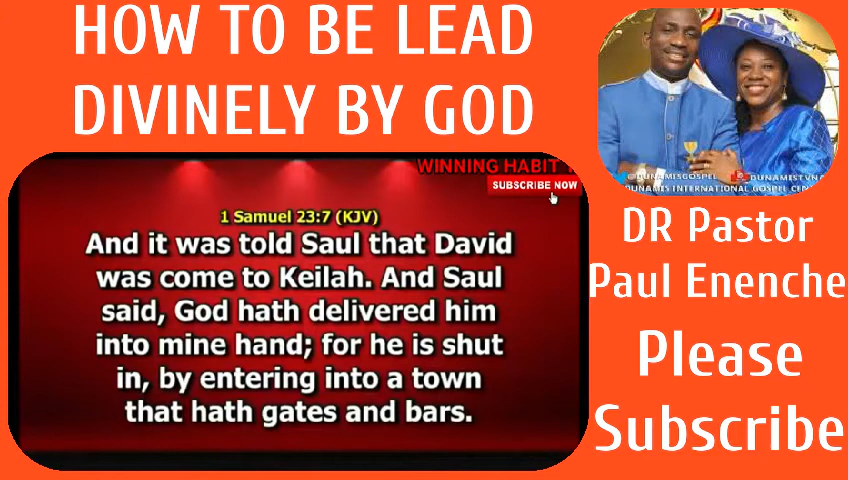 HOW TO BE LEAD
DIVINELY BY GOD
WINNING HABIT
SUBSCRIBE NOW
1 Samuel 23:7 (KJV)
And it was told Saul that David
was come to Keilah. And Saul
said, God hath delivered him
into mine hand; for he is shut
in, by entering into a town
that hath gates and bars.
@DUNAMISGOSPEL
DUNAMISTVNG
DUNAMIS INTERNATIONAL GOSPEL CEN
DR Pastor
Paul Enenche
Please
Subscribe